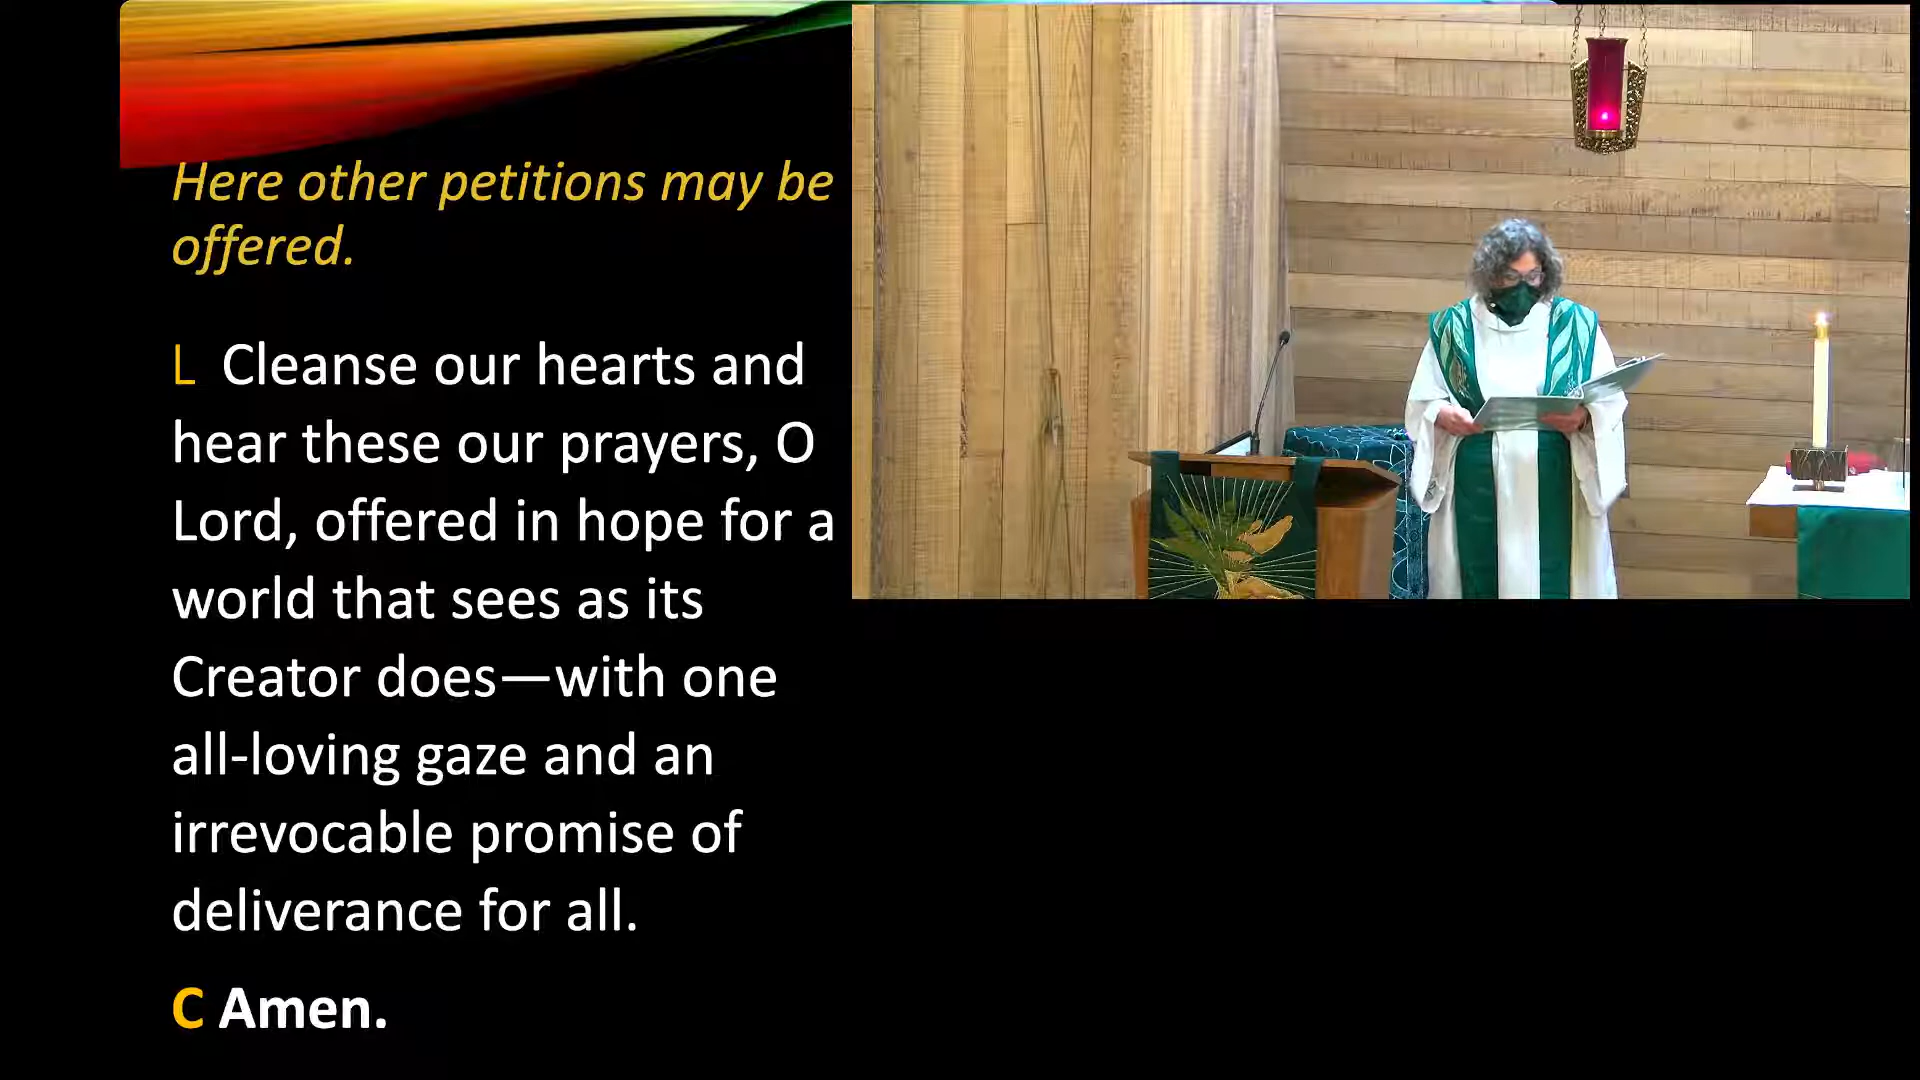 Here other petitions may be
offered.
L Cleanse our hearts and
hear these our prayers, O
Lord, offered in hope for a
world that sees as its
Creator does—with one
all-loving gaze and an
irrevocable promise of
deliverance for all.
C Amen.